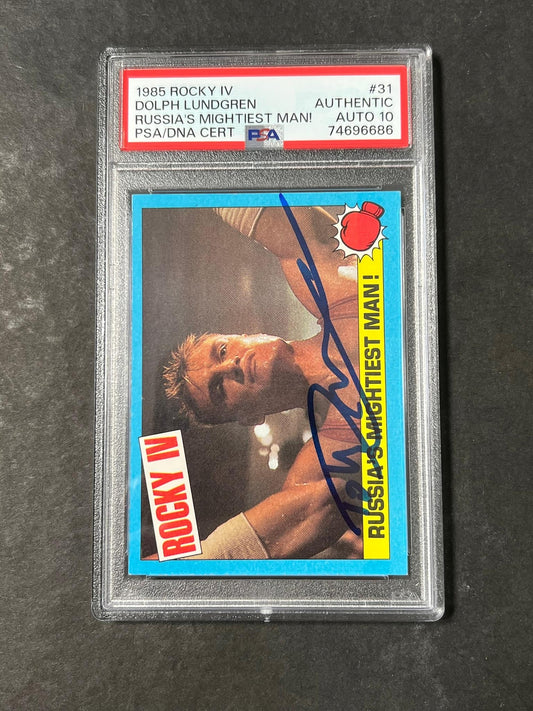 1985 ROCKY IV #31
DOLPH LUNDGREN AUTHENTIC
RUSSIA'S MIGHTIEST MAN! AUTO 10
PSA/DNA CERT PSA 74696686
ROCKY IV
RUSSIA'S MIGHTIEST MAN!